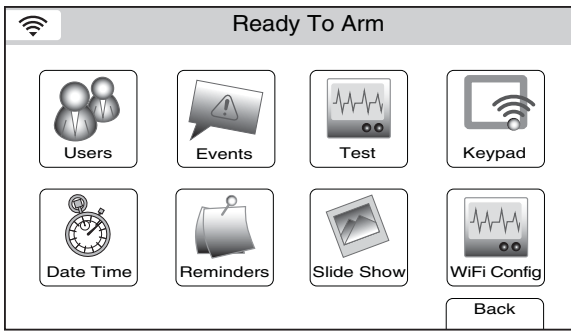 Ready To Arm
Users
Events
Test
Keypad
Date Time
Reminders
Slide Show
WiFi Config
Back